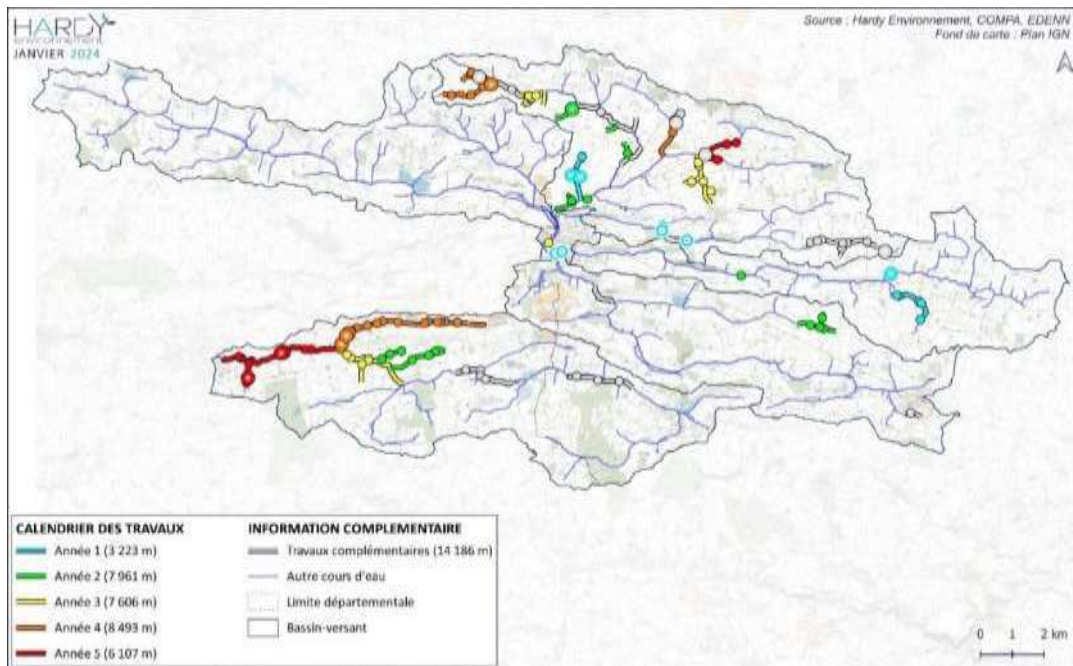 HARDY
environnement
JANVIER 2024
Source : Hardy Environnement, COMPA, EDENN
Fond de carte : Plan IGN
CALENDRIER DES TRAVAUX
Année 1 (3 223 m)
Année 2 (7 961 m)
Année 3 (7 606 m)
Année 4 (8 493 m)
Année 5 (6 107 m)
INFORMATION COMPLEMENTAIRE
Travaux complémentaires (14 186 m)
Autre cours d'eau
Limite départementale
Bassin-versant
0 1 2 km